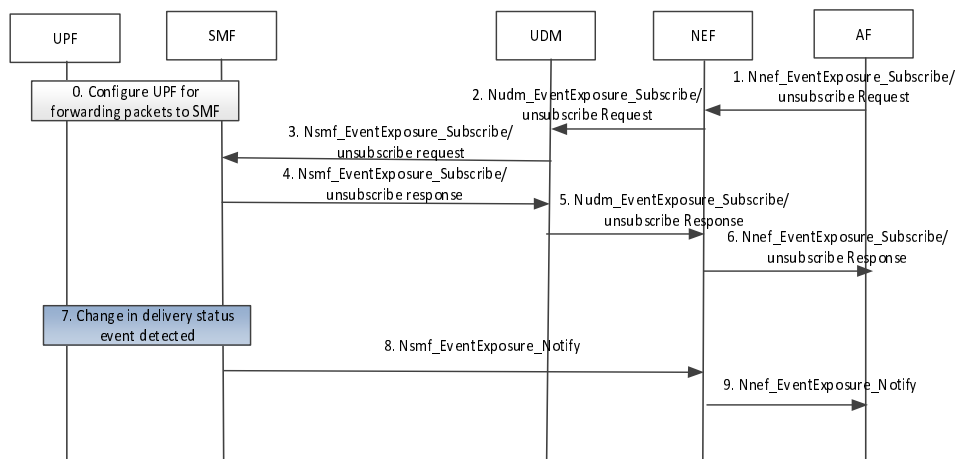 UPF
SMF
UDM
NEF
AF
0. Configure UPF for
forwarding packets to SMF
1. Nnef_EventExposure_Subscribe/
unsubscribe Request
2. Nudm_EventExposure_Subscribe/
unsubscribe Request
3. Nsmf_EventExposure_Subscribe/
unsubscribe request
4. Nsmf_EventExposure_Subscribe/
unsubscribe response
5. Nudm_EventExposure_Subscribe/
unsubscribe Response
6. Nnef_EventExposure_Subscribe/
unsubscribe Response
7. Change in delivery status
event detected
8. Nsmf_EventExposure_Notify
9. Nnef_EventExposure_Notify